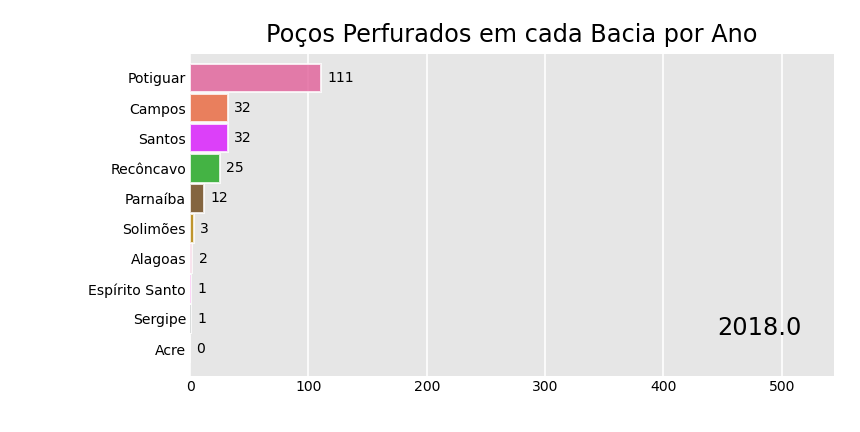 Poços Perfurados em cada Bacia por Ano
Potiguar 111
Campos 32
Santos 32
Recôncavo 25
Parnaíba 12
Solimões 3
Alagoas 2
Espírito Santo 1
Sergipe 1
2018.0
Acre 0
0 100 200 300 400 500